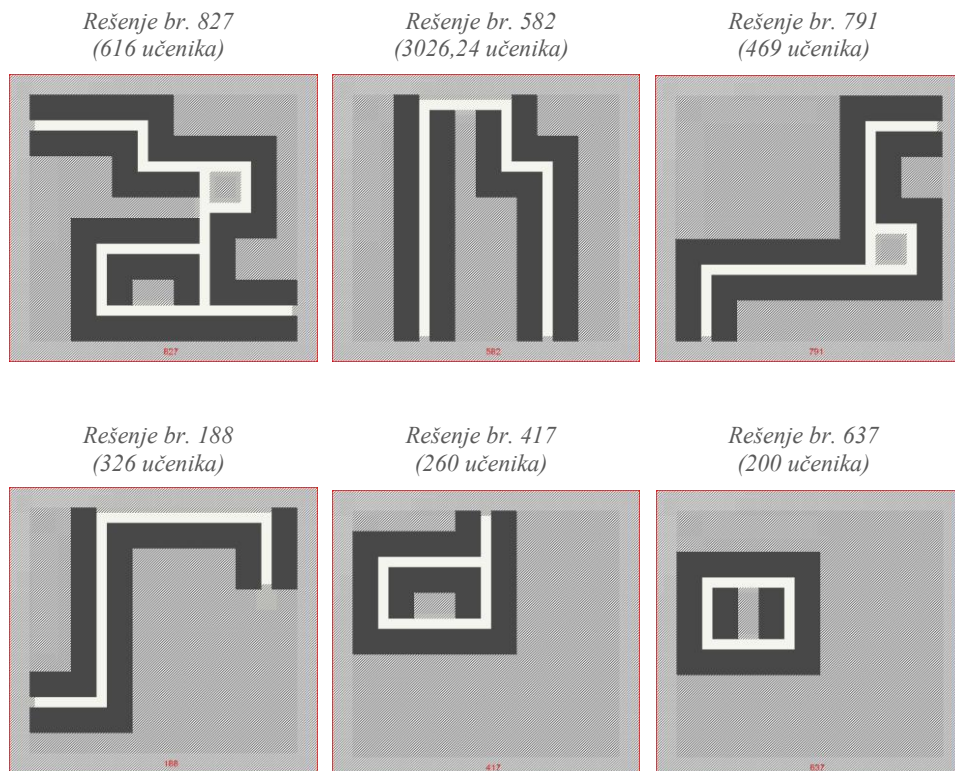 Rešenje br. 827
(616 učenika)
Rešenje br. 582
(3026,24 učenika)
Rešenje br. 791
(469 učenika)
827
582
791
Rešenje br. 188
(326 učenika)
Rešenje br. 417
(260 učenika)
Rešenje br. 637
(200 učenika)
188
417
637